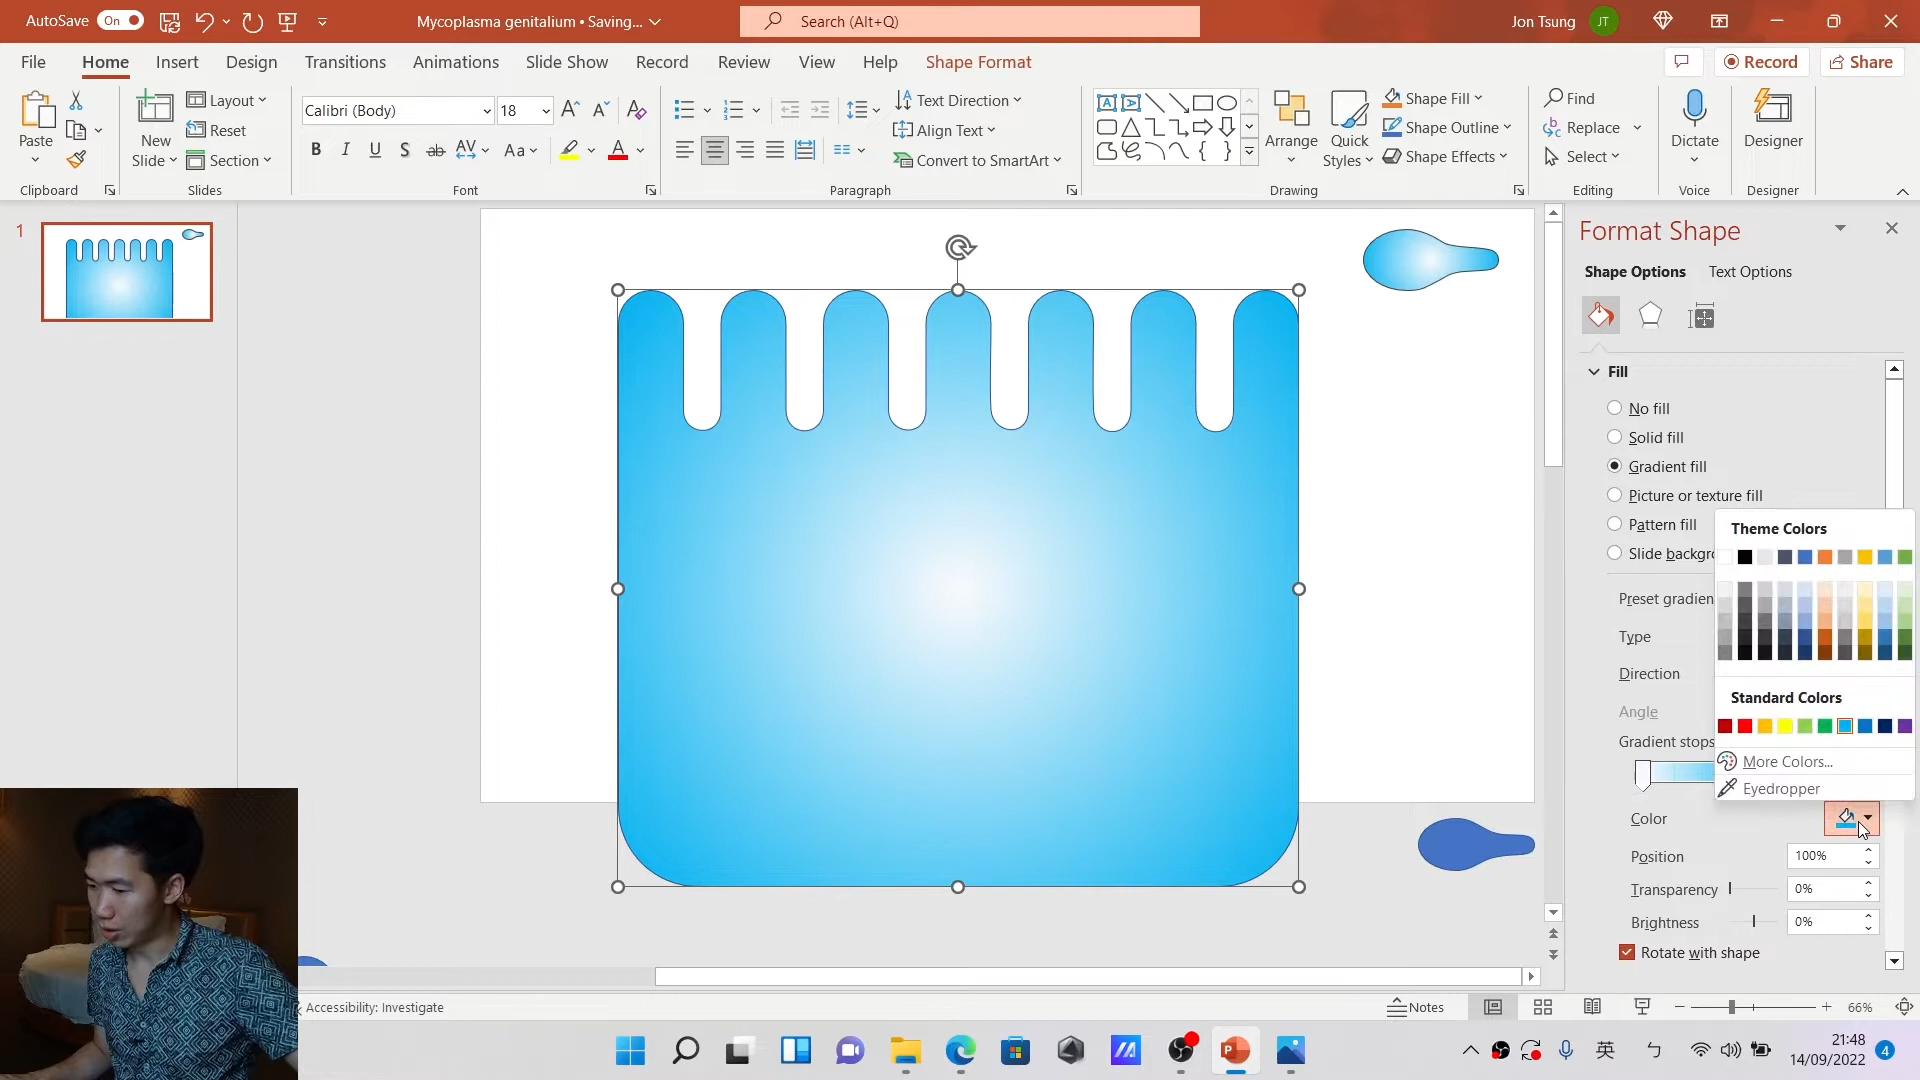 AutoSave On Mycoplasma genitalium • Saving... Search (Alt+Q) Jon Tsung JT
File Home Insert Design Transitions Animations Slide Show Record Review View Help Shape Format Record Share
Paste
New
Slide
Layout
Reset
Section
Calibri (Body) 18
B I U S ab AV Aa A
Text Direction
Align Text
Convert to SmartArt
Arrange
Quick
Styles
Shape Fill
Shape Outline
Shape Effects
Find
Replace
Select
Dictate
Designer
Clipboard Slides Font Paragraph Drawing Editing Voice Designer
1
Format Shape
Shape Options Text Options
Fill
No fill
Solid fill
Gradient fill
Picture or texture fill
Pattern fill
Slide backgro
Preset gradien
Type
Direction
Angle
Gradient stops
Theme Colors
Standard Colors
More Colors...
Eyedropper
Color
Position 100%
Transparency 0%
Brightness 0%
Rotate with shape
Accessibility: Investigate Notes 66%
英 ㄅ 21:48
14/09/2022 4